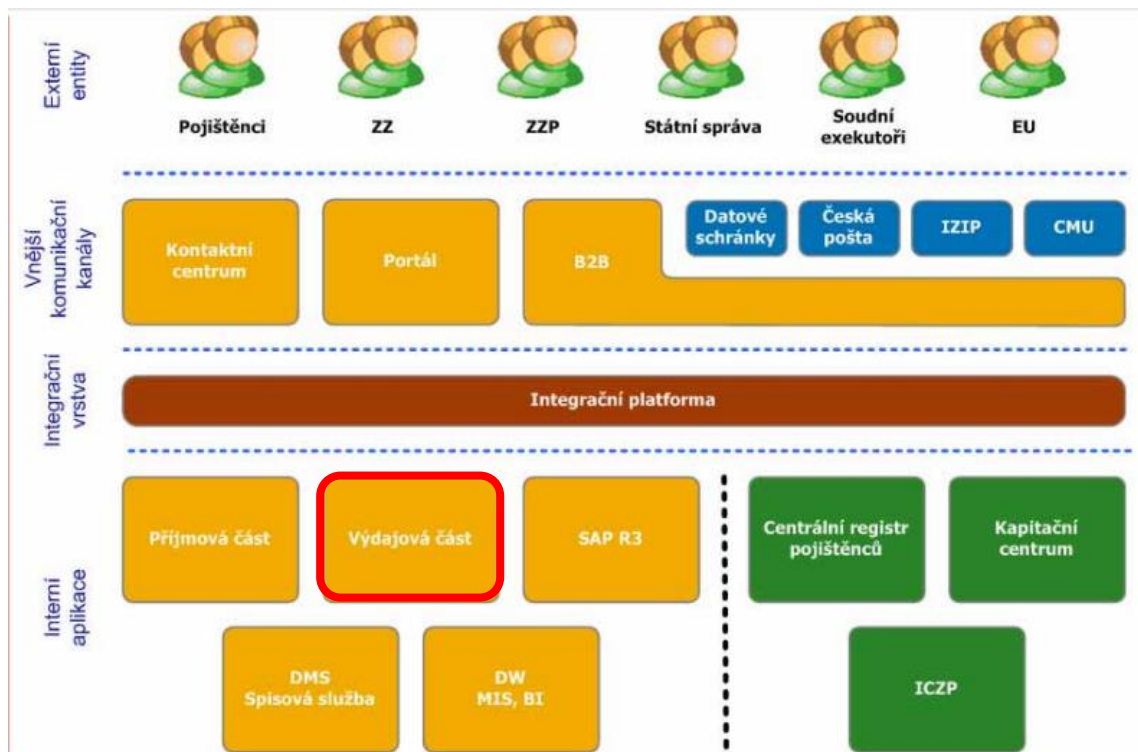 Externí
entity
Pojištěnci
ZZ
ZZP
Státní správa
Soudní
exekutoři
EU
Vnější
komunikační
kanály
Kontaktní
centrum
Portál
B2B
Datové
schránky
Česká
pošta
IZIP
CMU
Integrační
vrstva
Integrační platforma
Interní
aplikace
Příjmová část
Výdajová část
SAP R3
Centrální registr
pojištěnců
Kapitační
centrum
DMS
Spisová služba
DW
MIS, BI
ICZP